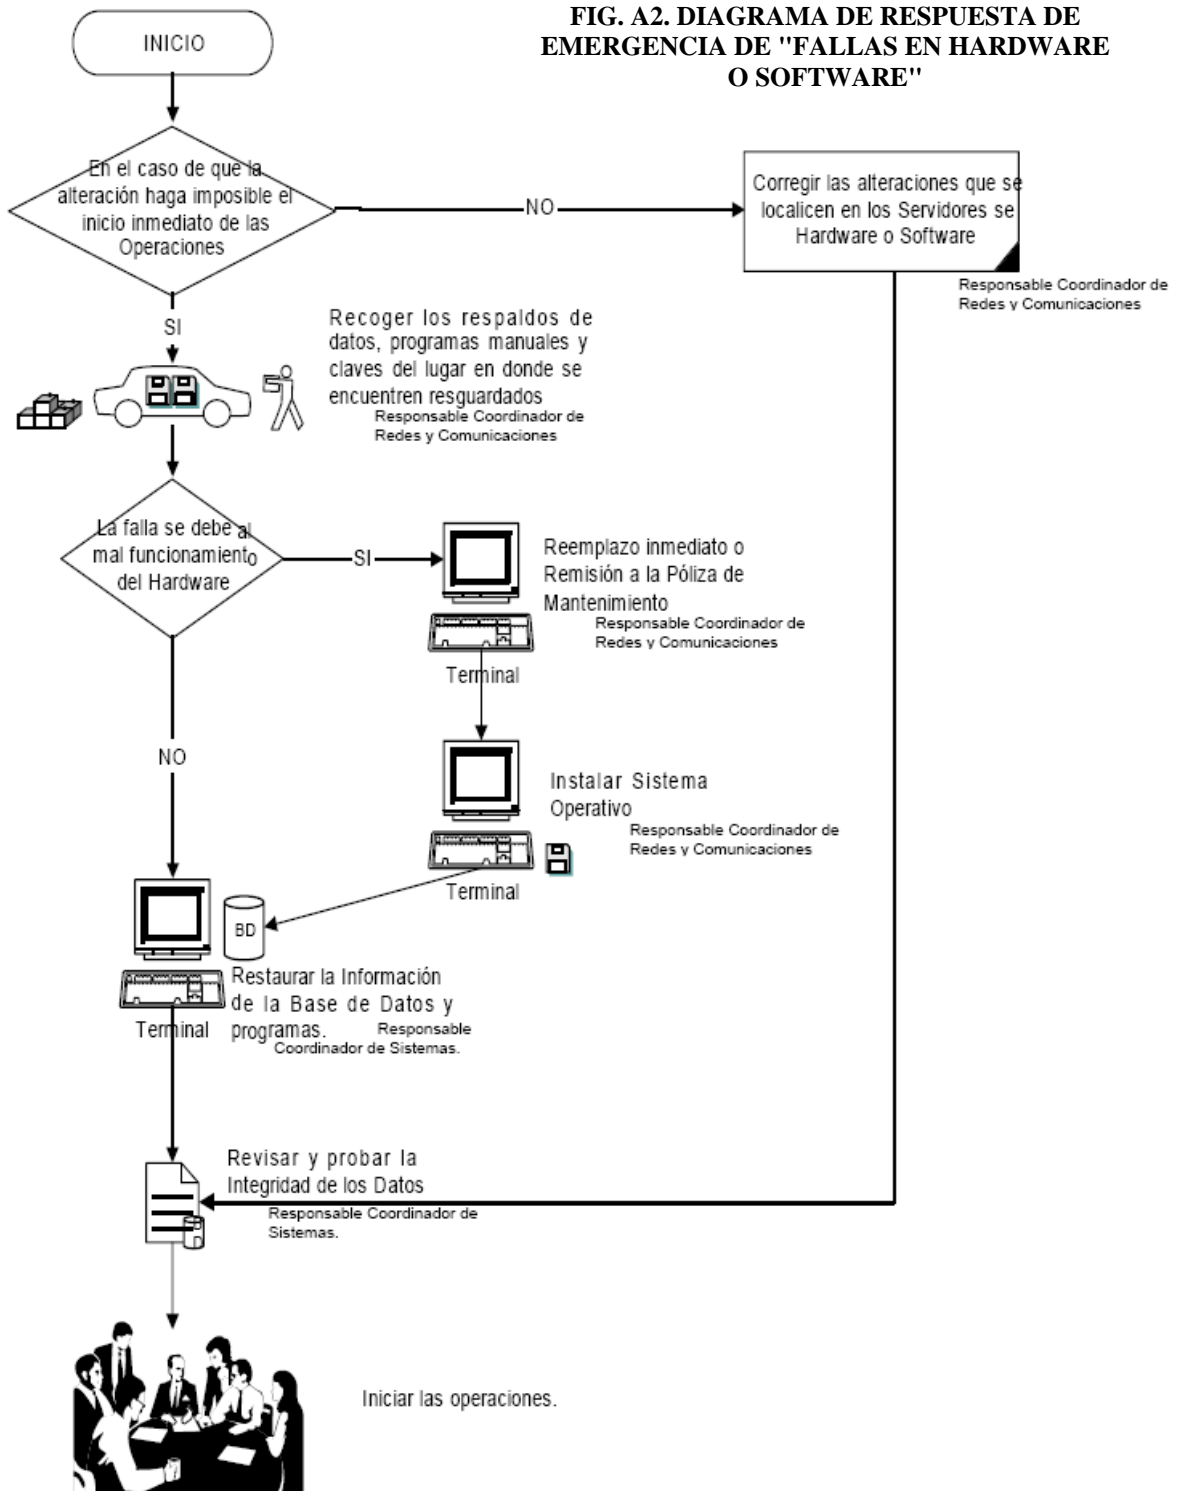 FIG. A2. DIAGRAMA DE RESPUESTA DE
EMERGENCIA DE "FALLAS EN HARDWARE
O SOFTWARE"
INICIO
En el caso de que la
alteración haga imposible el
inicio inmediato de las
Operaciones
NO
Corregir las alteraciones que se
localicen en los Servidores se
Hardware o Software
Responsable Coordinador de
Redes y Comunicaciones
SI
Recoger los respaldos de
datos, programas manuales y
claves del lugar en donde se
encuentren resguardados
Responsable Coordinador de
Redes y Comunicaciones
La falla se debe al
mal funcionamiento
del Hardware
SI
Reemplazo inmediato o
Remisión a la Póliza de
Mantenimiento
Responsable Coordinador de
Redes y Comunicaciones
Terminal
NO
Instalar Sistema
Operativo
Responsable Coordinador de
Redes y Comunicaciones
Terminal
BD
Restaurar la Información
de la Base de Datos y
programas. Responsable
Coordinador de Sistemas.
Terminal
Revisar y probar la
Integridad de los Datos
Responsable Coordinador de
Sistemas.
Iniciar las operaciones.